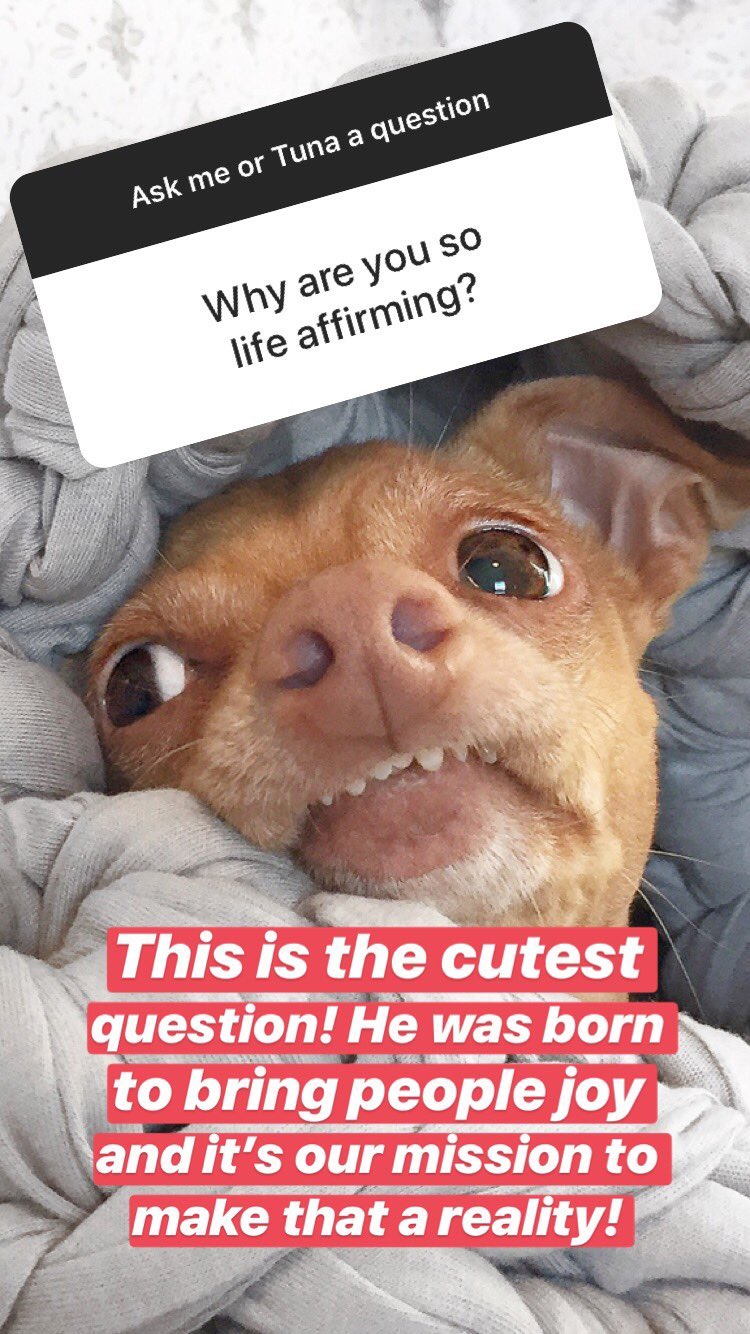 Ask me or Tuna a question
Why are you so
life affirming?
This is the cutest
question! He was born
to bring people joy
and it's our mission to
make that a reality!